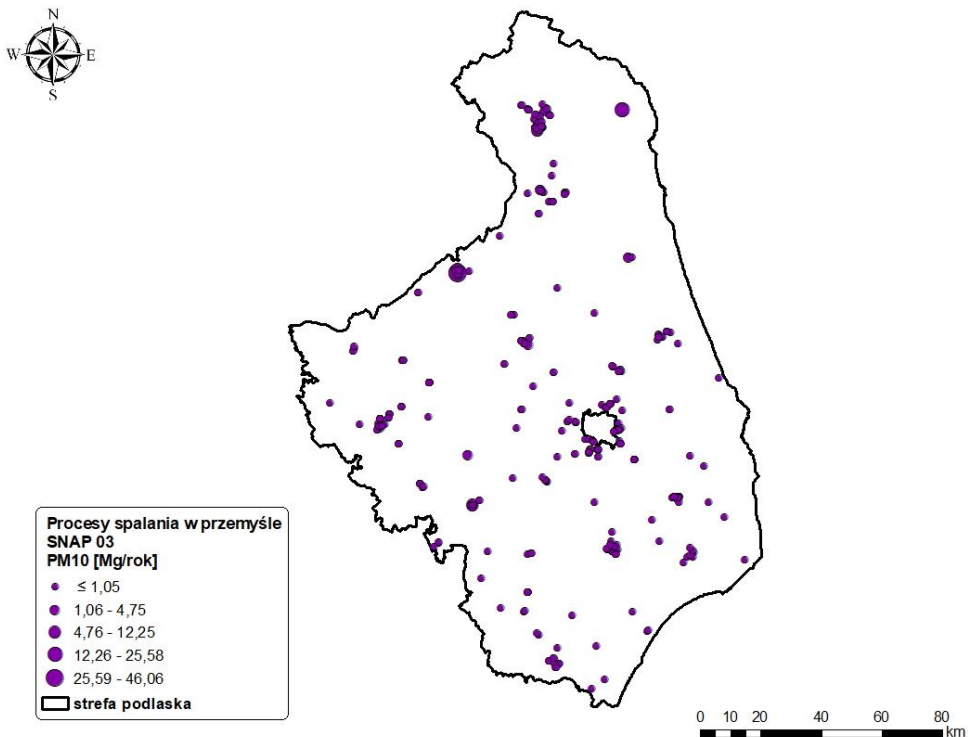 N
W E
S
Procesy spalania w przemyśle
SNAP 03
PM10 [Mg/rok]
≤ 1,05
1,06 - 4,75
4,76 - 12,25
12,26 - 25,58
25,59 - 46,06
strefa podlaska
0 10 20 40 60 80
km